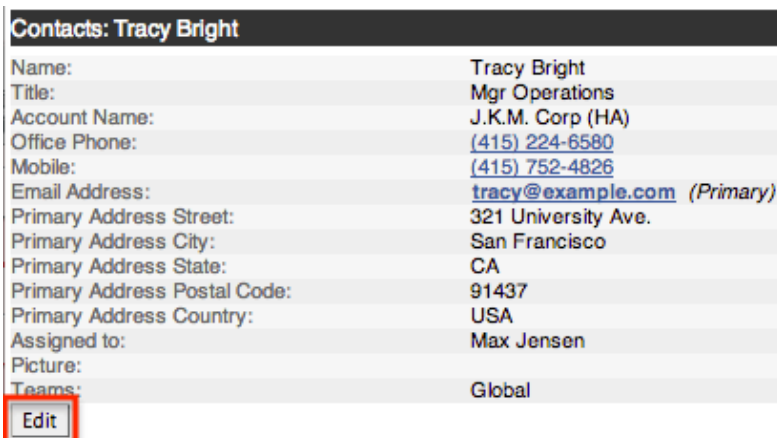 Contacts: Tracy Bright
Name: Tracy Bright
Title: Mgr Operations
Account Name: J.K.M. Corp (HA)
Office Phone: (415) 224-6580
Mobile: (415) 752-4826
Email Address: tracy@example.com (Primary)
Primary Address Street: 321 University Ave.
Primary Address City: San Francisco
Primary Address State: CA
Primary Address Postal Code: 91437
Primary Address Country: USA
Assigned to: Max Jensen
Picture:
Teams: Global
Edit